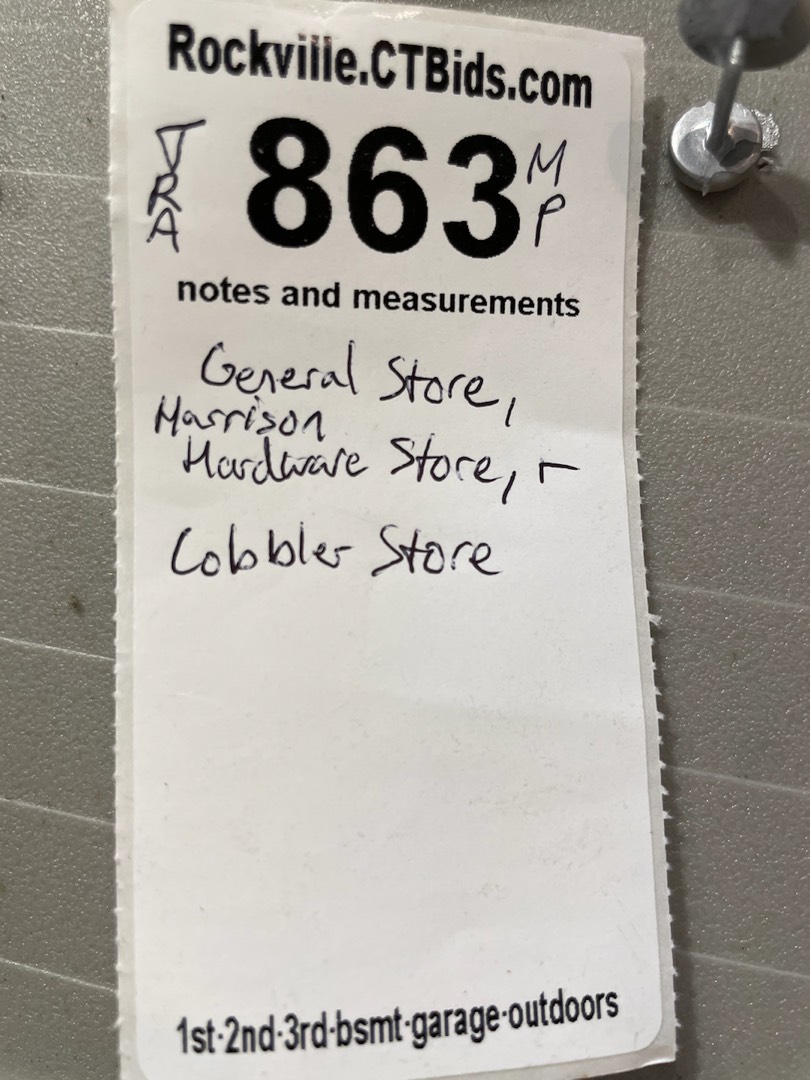 Rockville.CTBids.com
TRA 863 MP
notes and measurements
General Store,
Harrison
Hardware Store, +
Cobbler Store
1st-2nd-3rd-bsmt-garage-outdoors